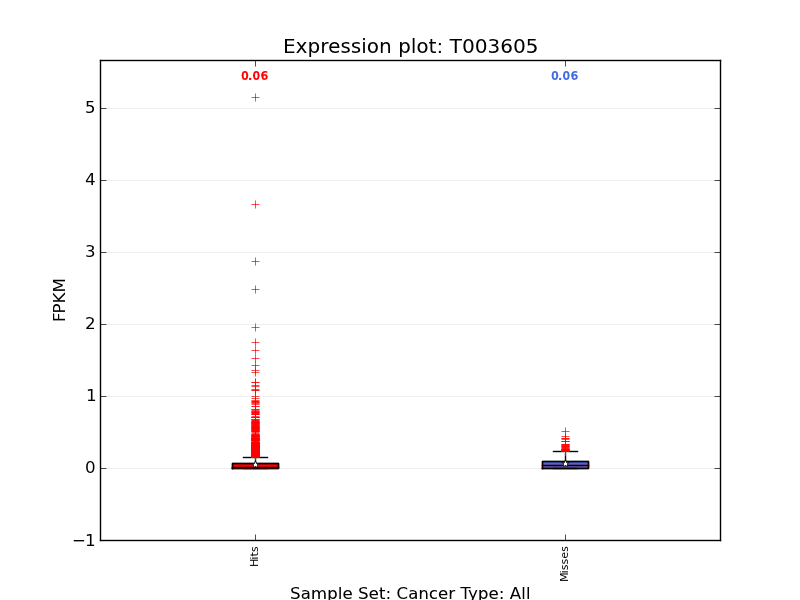 Expression plot: T003605
0.06 0.06
5
4
3
2
1
0
−1
FPKM
Hits Misses
Sample Set: Cancer Type: All